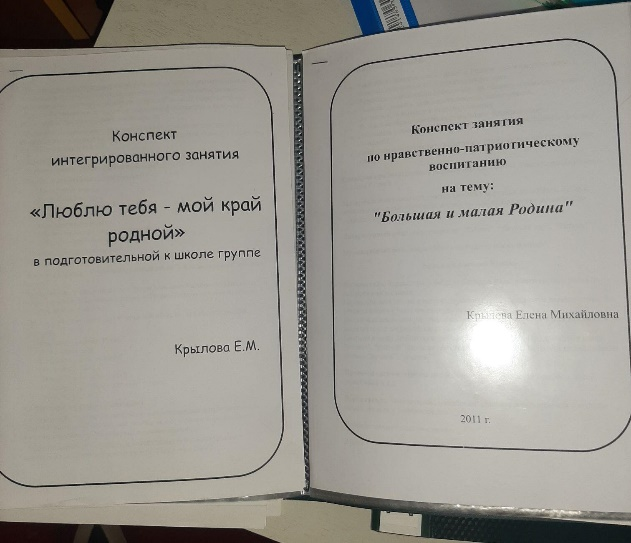 Конспект
интегрированного занятия
«Люблю тебя - мой край
родной»
в подготовительной к школе группе
Крылова Е.М.
Конспект занятия
по нравственно-патриотическому
воспитанию
на тему:
"Большая и малая Родина"
Крылова Елена Михайловна
2011 г.